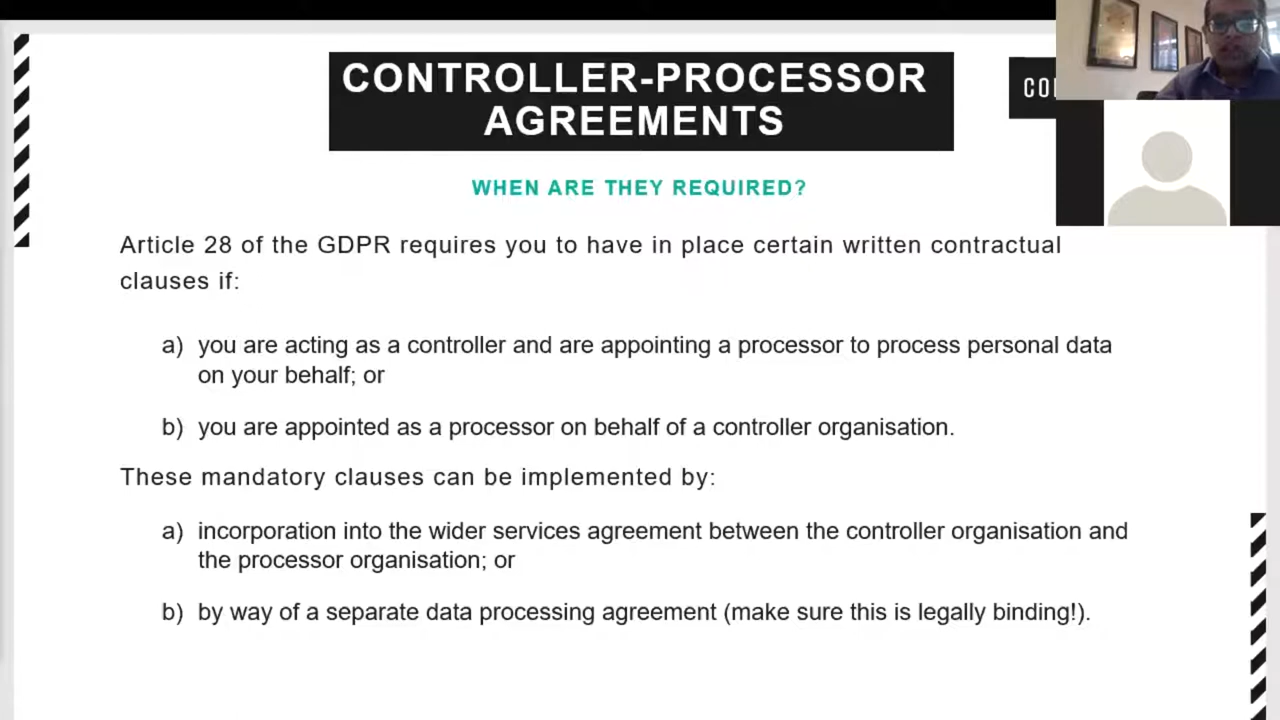 CONTROLLER-PROCESSOR
AGREEMENTS
WHEN ARE THEY REQUIRED?
Article 28 of the GDPR requires you to have in place certain written contractual
clauses if:
a) you are acting as a controller and are appointing a processor to process personal data
on your behalf; or
b) you are appointed as a processor on behalf of a controller organisation.
These mandatory clauses can be implemented by:
a) incorporation into the wider services agreement between the controller organisation and
the processor organisation; or
b) by way of a separate data processing agreement (make sure this is legally binding!).